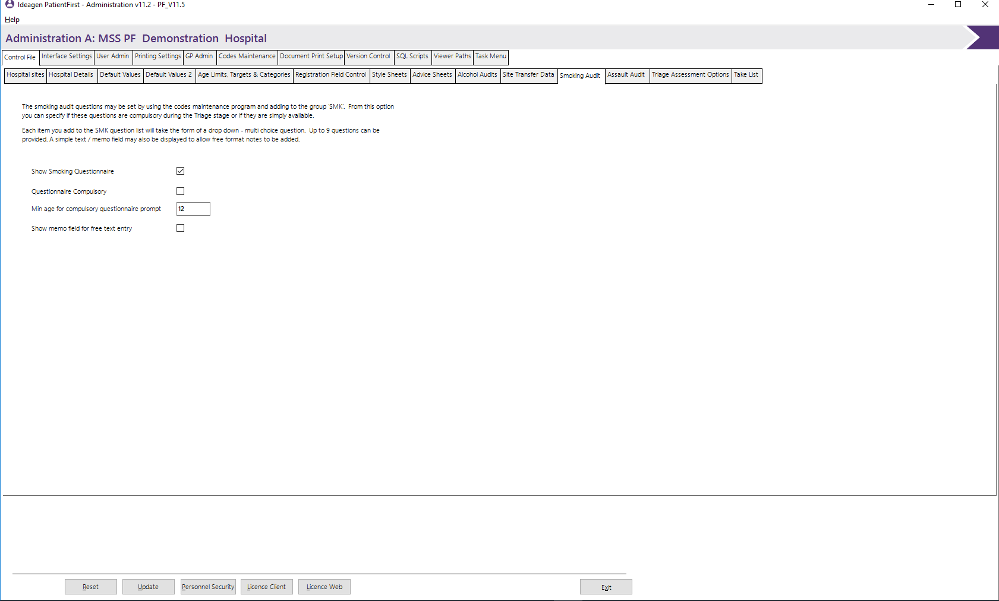 Ideagen PatientFirst - Administration v11.2 - PF_V11.5
Help
Administration A: MSS PF  Demonstration  Hospital
Control File Interface Settings User Admin Printing Settings GP Admin Codes Maintenance Document Print Setup Version Control SQL Scripts Viewer Paths Task Menu
Hospital sites Hospital Details Default Values Default Values 2 Age Limits, Targets & Categories Registration Field Control Style Sheets Advice Sheets Alcohol Audits Site Transfer Data Smoking Audit Assault Audit Triage Assessment Options Take List
The smoking audit questions may be set by using the codes maintenance program and adding to the group 'SMK'.  From this option
you can specify if these questions are compulsory during the Triage stage or if they are simply available.
Each item you add to the SMK question list will take the form of a drop down - multi choice question.  Up to 9 questions can be
provided. A simple text / memo field may also be displayed to allow free format notes to be added.
Show Smoking Questionnaire
Questionnaire Compulsory
Min age for compulsory questionnaire prompt 12
Show memo field for free text entry
Reset Update Personnel Security Licence Client Licence Web Exit